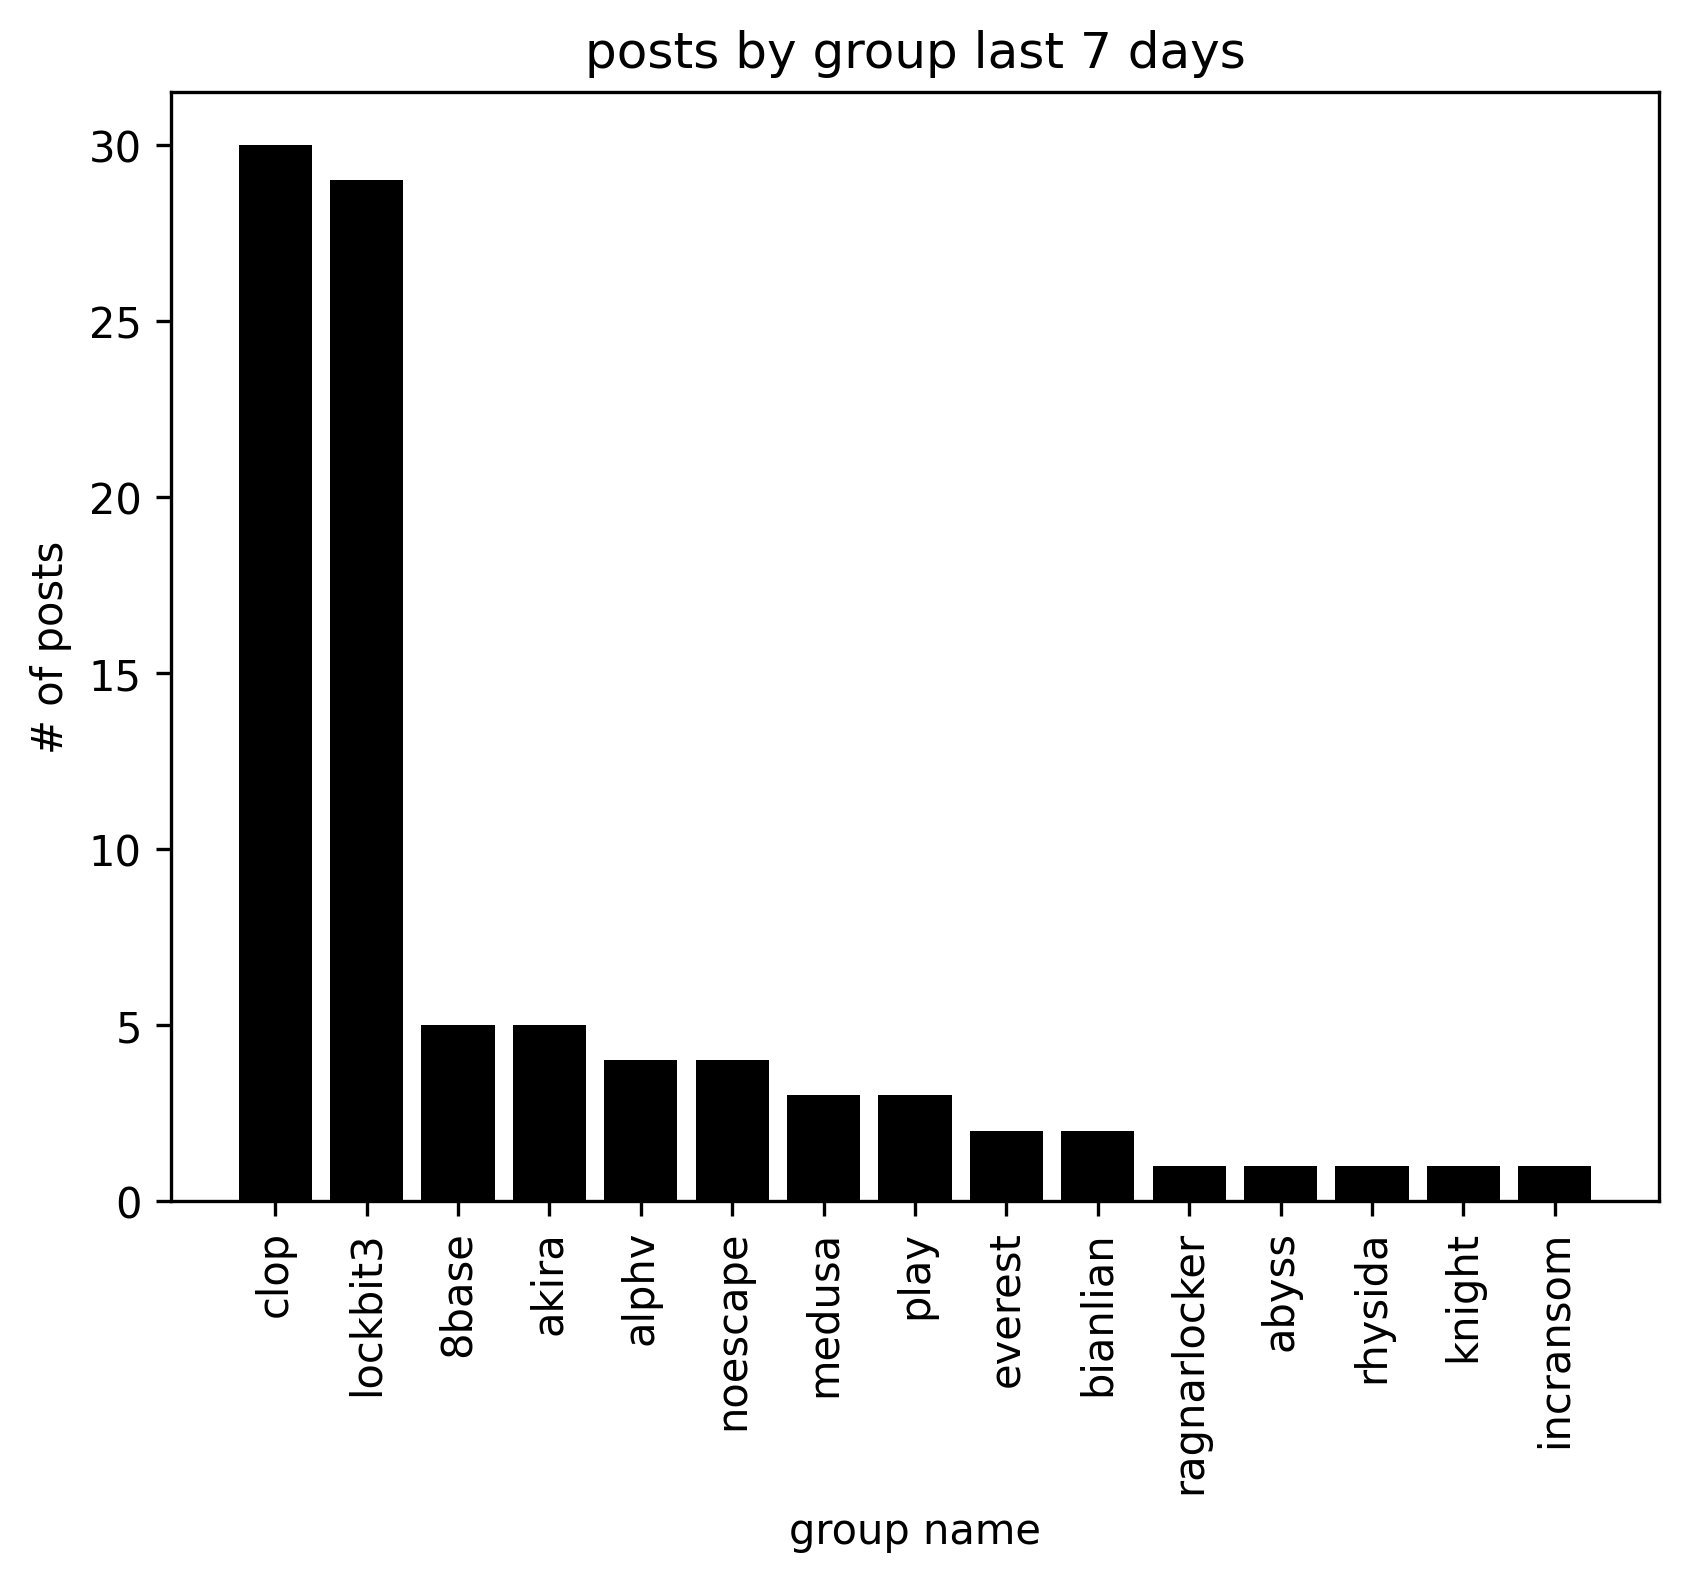 posts by group last 7 days
30
25
20
15
10
5
0
# of posts
clop
lockbit3
8base
akira
alphv
noescape
medusa
play
everest
bianlian
ragnarlocker
abyss
rhysida
knight
incransom
group name